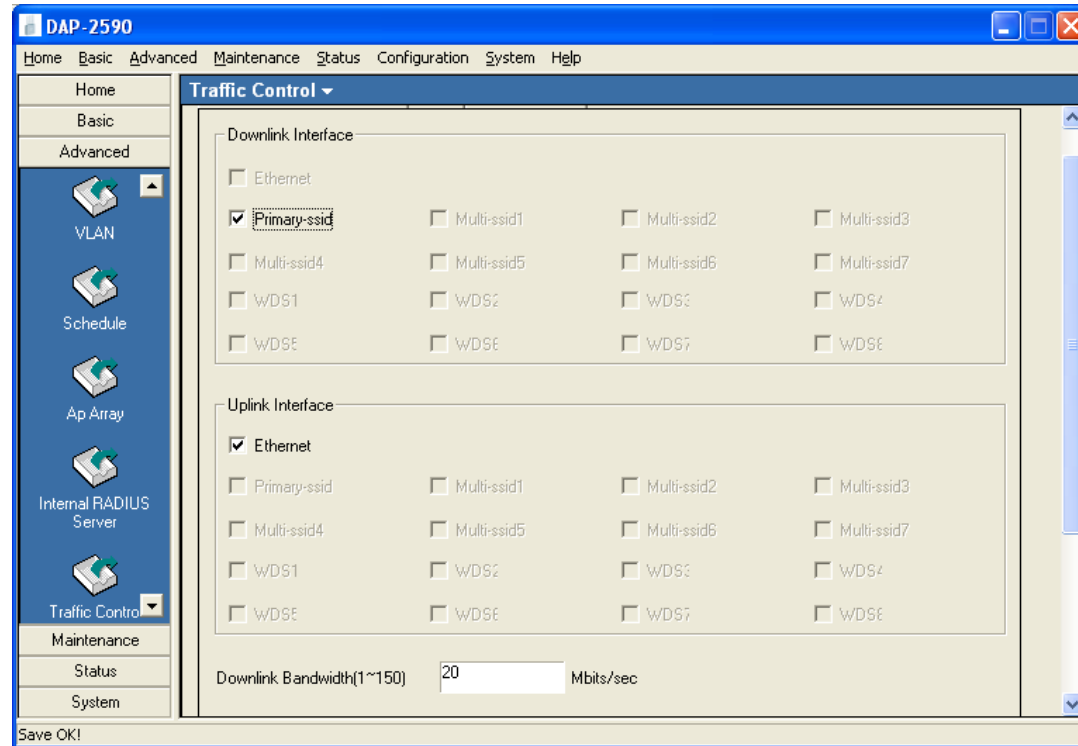 DAP-2590
Home Basic Advanced Maintenance Status Configuration System Help
Home
Basic
Advanced
VLAN
Schedule
Ap Array
Internal RADIUS
Server
Traffic Contro
Maintenance
Status
System
Traffic Control
Downlink Interface
Ethernet
Primary-ssid Multi-ssid1 Multi-ssid2 Multi-ssid3
Multi-ssid4 Multi-ssid5 Multi-ssid6 Multi-ssid7
WDS1 WDS2 WDS3 WDS4
WDS5 WDS6 WDS7 WDS8
Uplink Interface
Ethernet
Primary-ssid Multi-ssid1 Multi-ssid2 Multi-ssid3
Multi-ssid4 Multi-ssid5 Multi-ssid6 Multi-ssid7
WDS1 WDS2 WDS3 WDS4
WDS5 WDS6 WDS7 WDS8
Downlink Bandwidth(1~150) 20 Mbits/sec
Save OK!